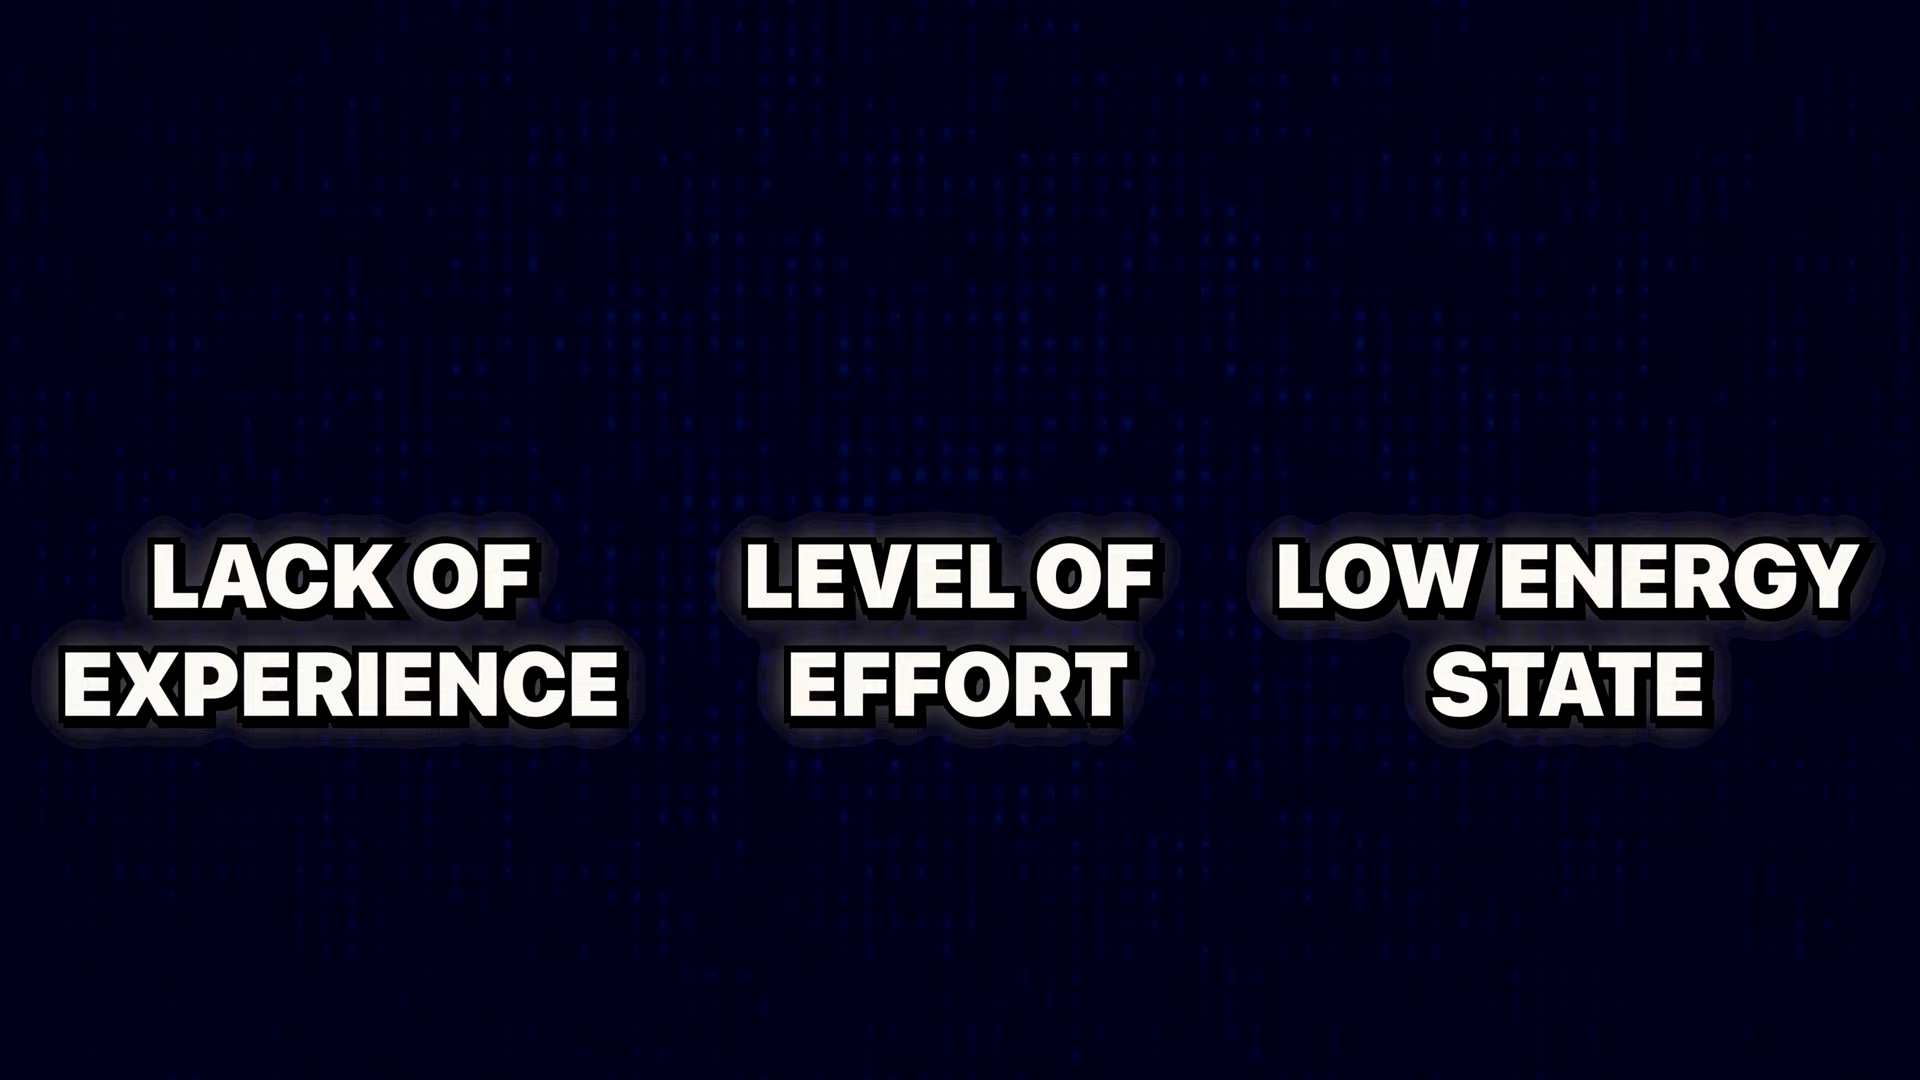 LACK OF
EXPERIENCE
LEVEL OF
EFFORT
LOW ENERGY
STATE